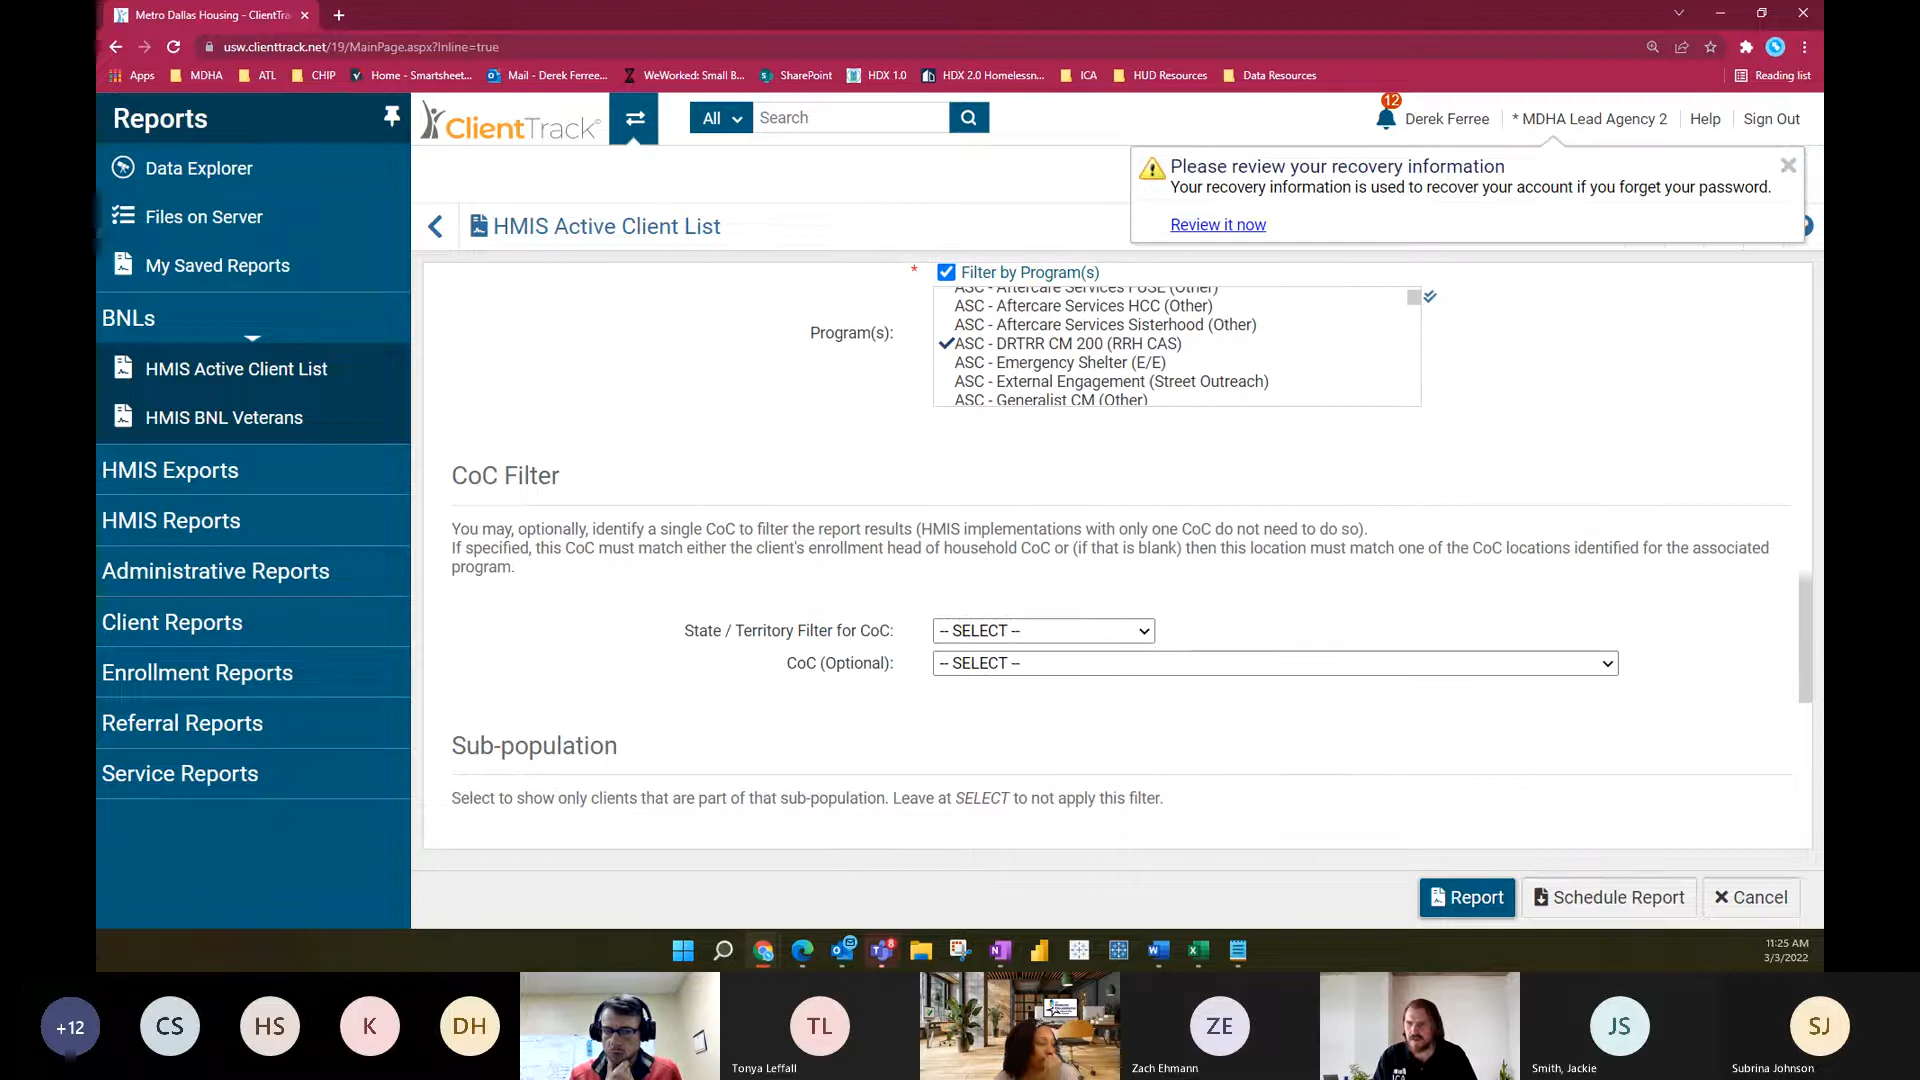 Metro Dallas Housing - ClientTra
usw.clienttrack.net/19/MainPage.aspx?Inline=true
Apps MDHA ATL CHIP Home - Smartsheet... Mail - Derek Ferree... WeWorked: Small B... SharePoint HDX 1.0 HDX 2.0 Homelessn... ICA HUD Resources Data Resources Reading list
Reports
Data Explorer
Files on Server
My Saved Reports
BNLs
HMIS Active Client List
HMIS BNL Veterans
HMIS Exports
HMIS Reports
Administrative Reports
Client Reports
Enrollment Reports
Referral Reports
Service Reports
ClientTrack
All
Search
12
Derek Ferree
* MDHA Lead Agency 2
Help
Sign Out
Please review your recovery information
Your recovery information is used to recover your account if you forget your password.
Review it now
HMIS Active Client List
* Filter by Program(s)
Program(s):
ASC - Aftercare Services FUSE (Other)
ASC - Aftercare Services HCC (Other)
ASC - Aftercare Services Sisterhood (Other)
ASC - DRTRR CM 200 (RRH CAS)
ASC - Emergency Shelter (E/E)
ASC - External Engagement (Street Outreach)
ASC - Generalist CM (Other)
CoC Filter
You may, optionally, identify a single CoC to filter the report results (HMIS implementations with only one CoC do not need to do so).
If specified, this CoC must match either the client's enrollment head of household CoC or (if that is blank) then this location must match one of the CoC locations identified for the associated
program.
State / Territory Filter for CoC: -- SELECT --
CoC (Optional): -- SELECT --
Sub-population
Select to show only clients that are part of that sub-population. Leave at SELECT to not apply this filter.
Report
Schedule Report
Cancel
8
11:25 AM
3/3/2022
+12
CS
HS
K
DH
TL
Tonya Leffall
ZE
Zach Ehmann
ICA
JS
Smith, Jackie
SJ
Subrina Johnson